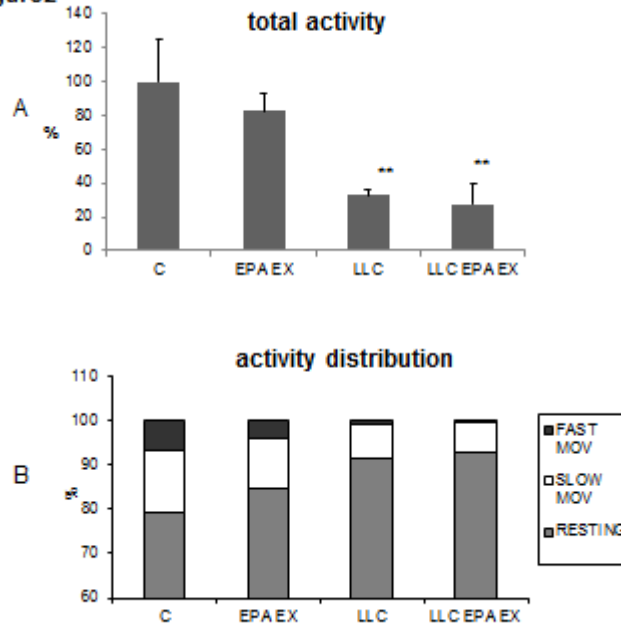 total activity
A
%
140
120
100
80
60
40
20
0
**
**
C EPA EX LLC LLC EPA EX
activity distribution
B
%
110
100
90
80
70
60
C EPA EX LLC LLC EPA EX
FAST
MOV
SLOW
MOV
RESTING